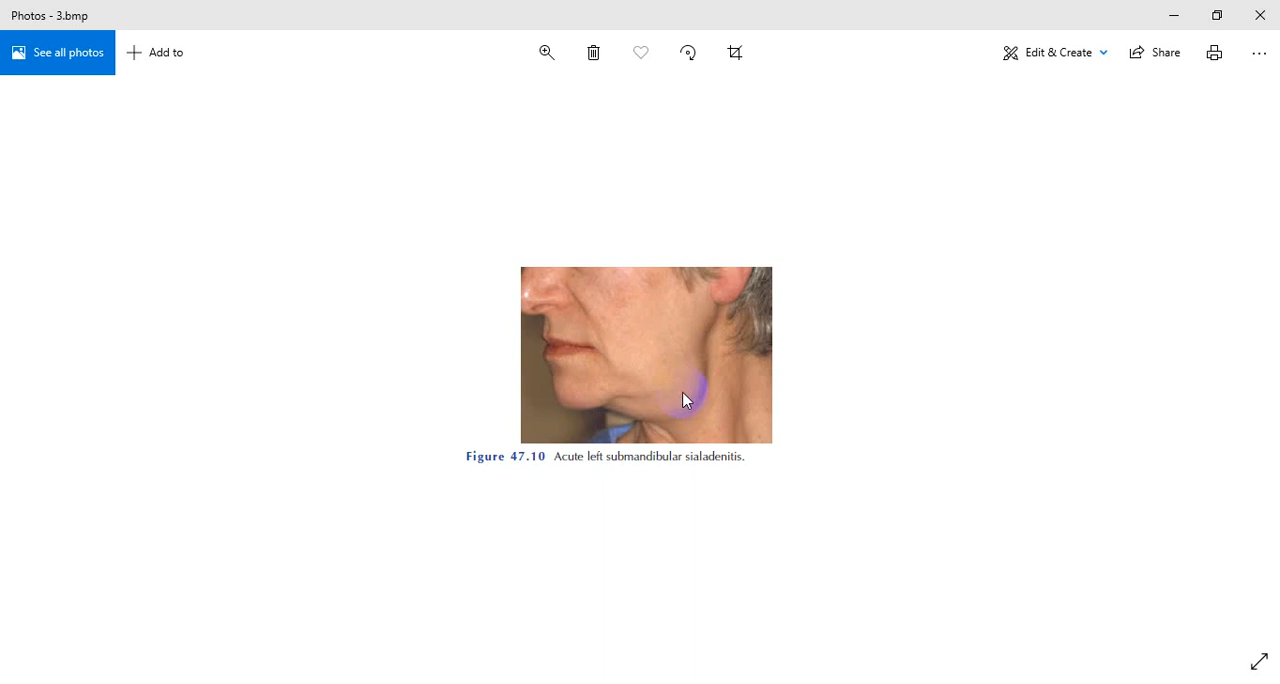 Photos - 3.bmp
See all photos
Add to
Edit & Create
Share
Figure 47.10 Acute left submandibular sialadenitis.